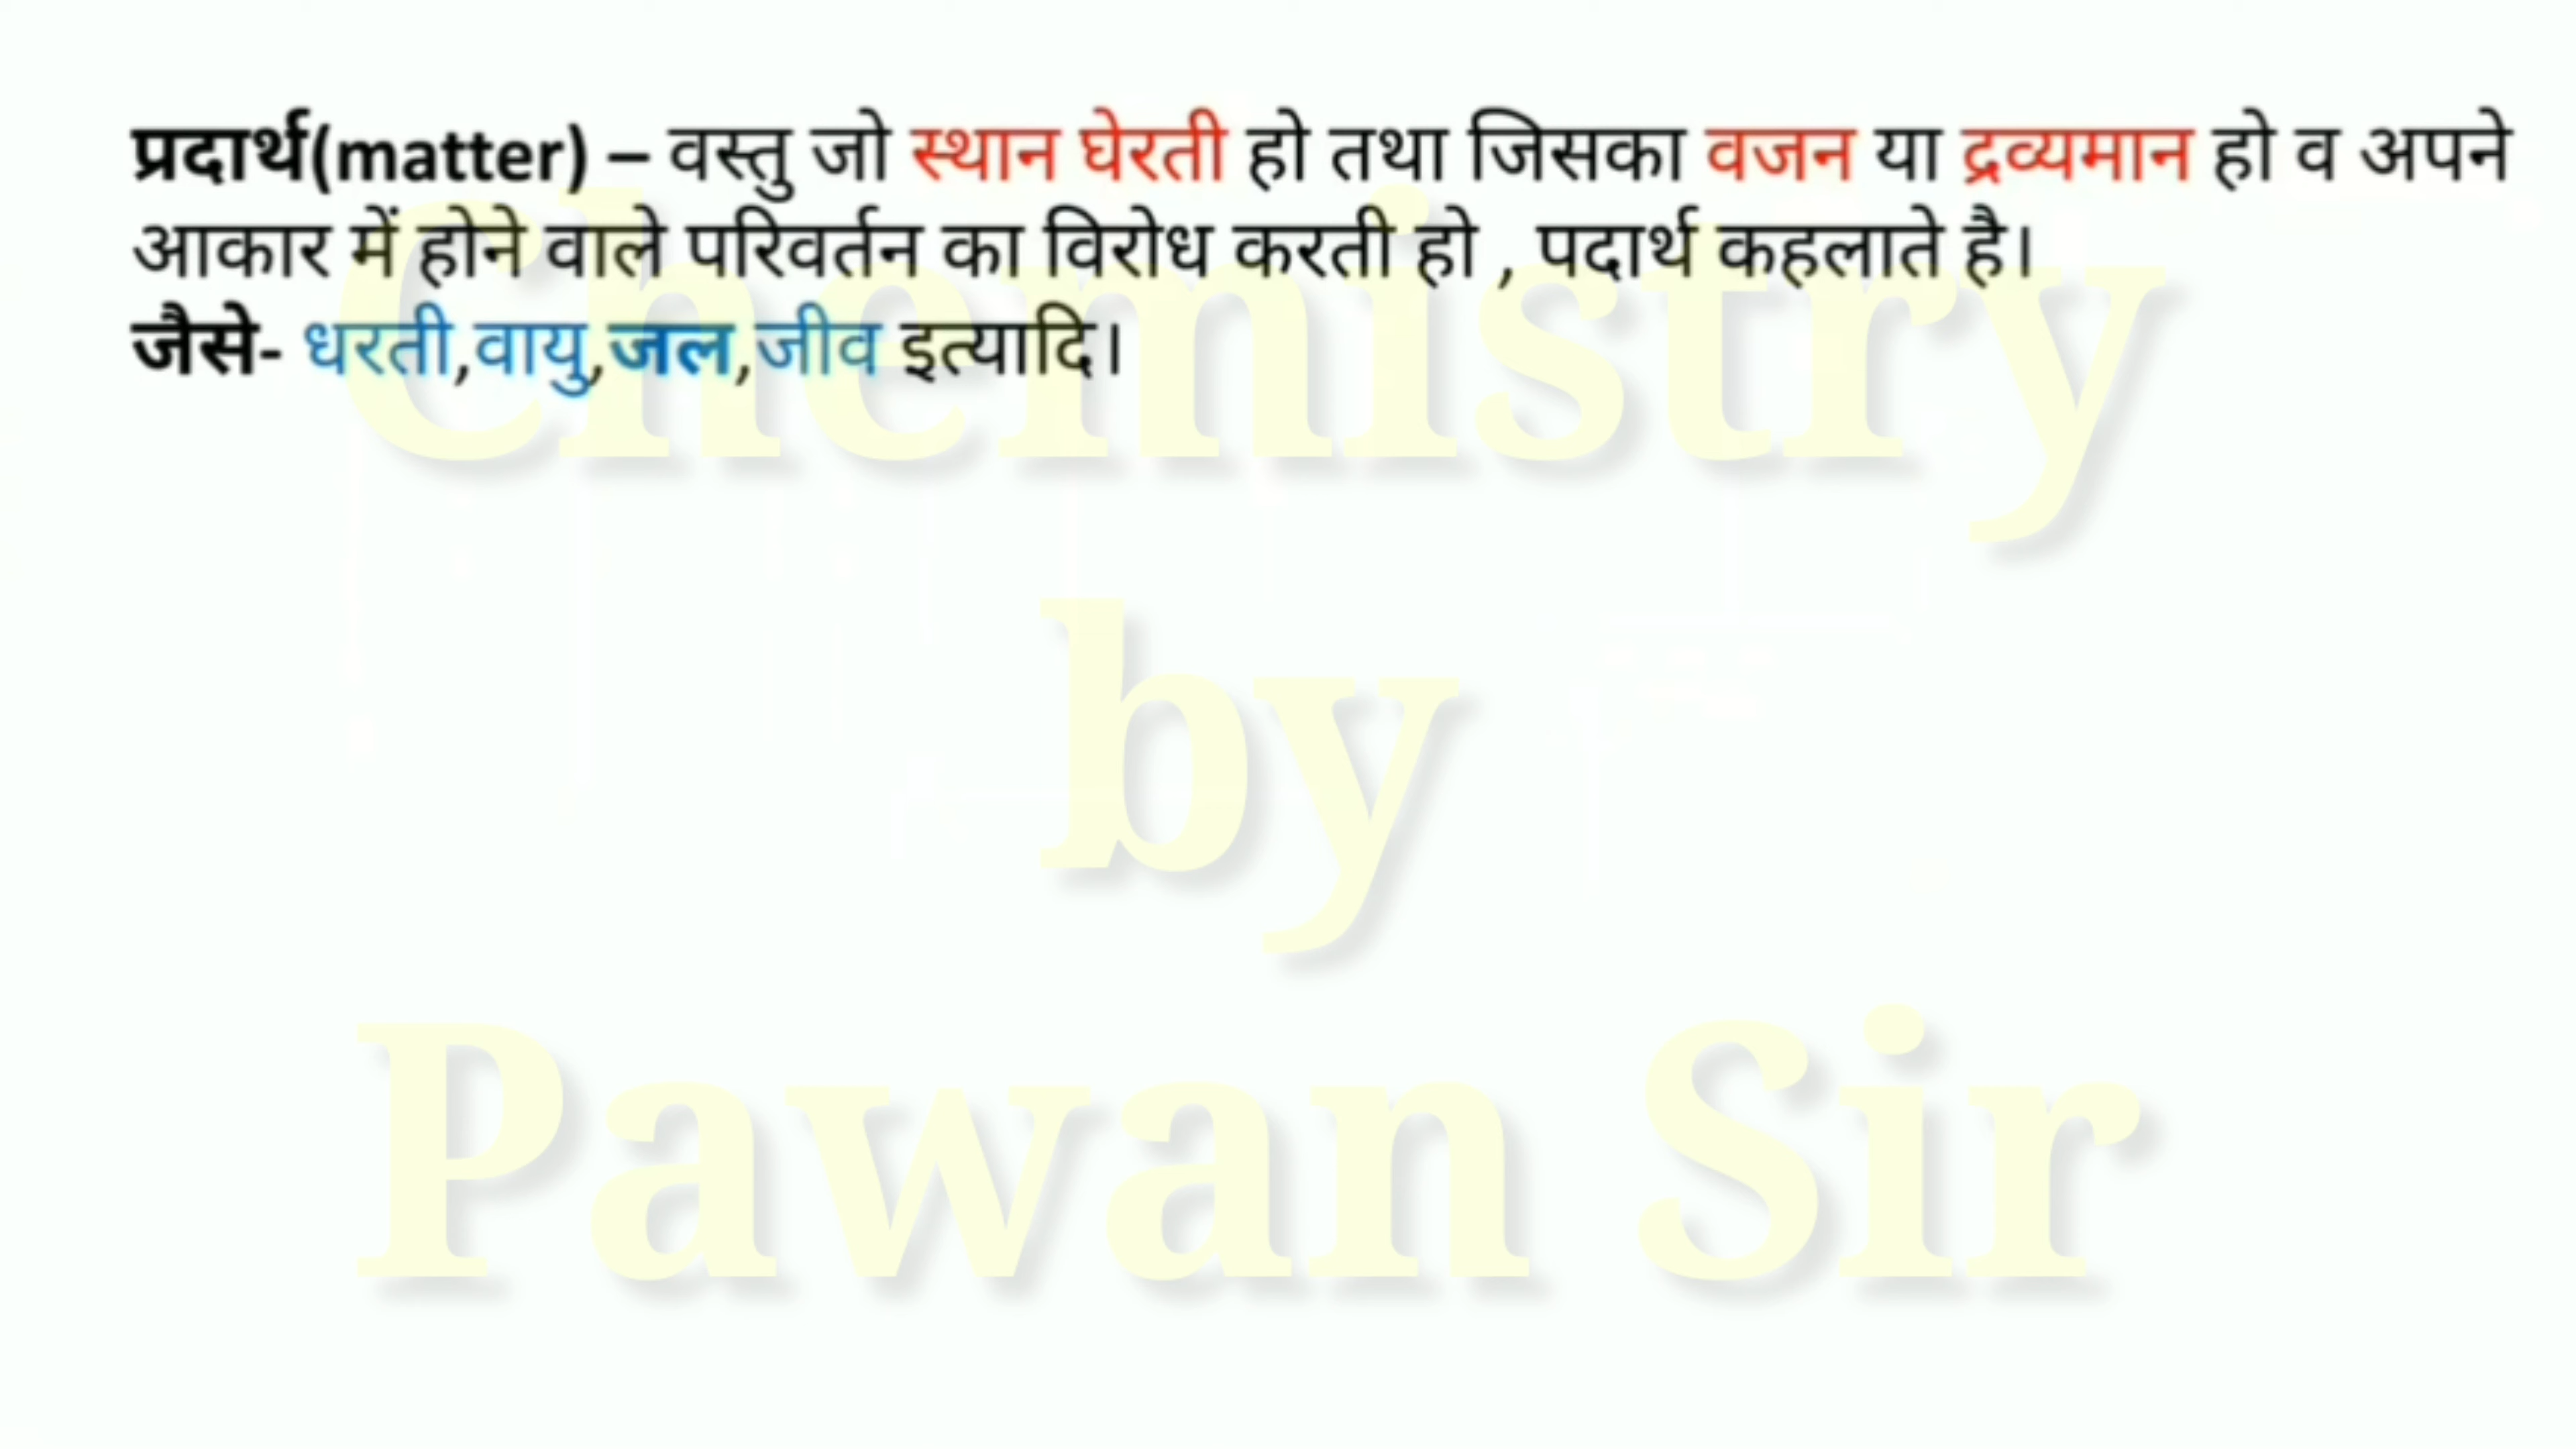 प्रदार्थ(matter) – वस्तु जो स्थान घेरती हो तथा जिसका वजन या द्रव्यमान हो व अपने
आकार में होने वाले परिवर्तन का विरोध करती हो , पदार्थ कहलाते है।
जैसे- धरती,वायु,जल,जीव इत्यादि।
Chemistry
by
Pawan Sir